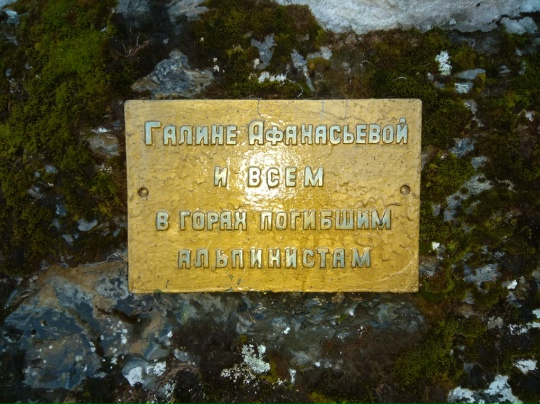 Галине Афанасьевой
и всем
в горах погибшим
альпинистам